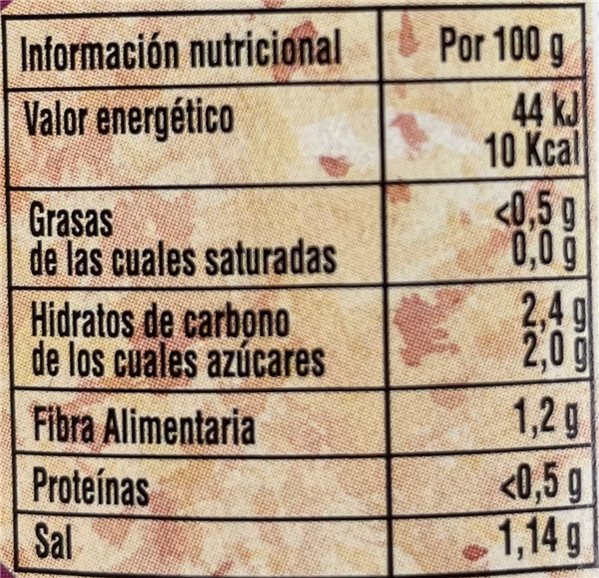 Información nutricional Por 100 g
Valor energético 44 kJ
10 Kcal
Grasas <0,5 g
de las cuales saturadas 0,0 g
Hidratos de carbono 2,4 g
de los cuales azúcares 2,0 g
Fibra Alimentaria 1,2 g
Proteínas <0,5 g
Sal 1,14 g